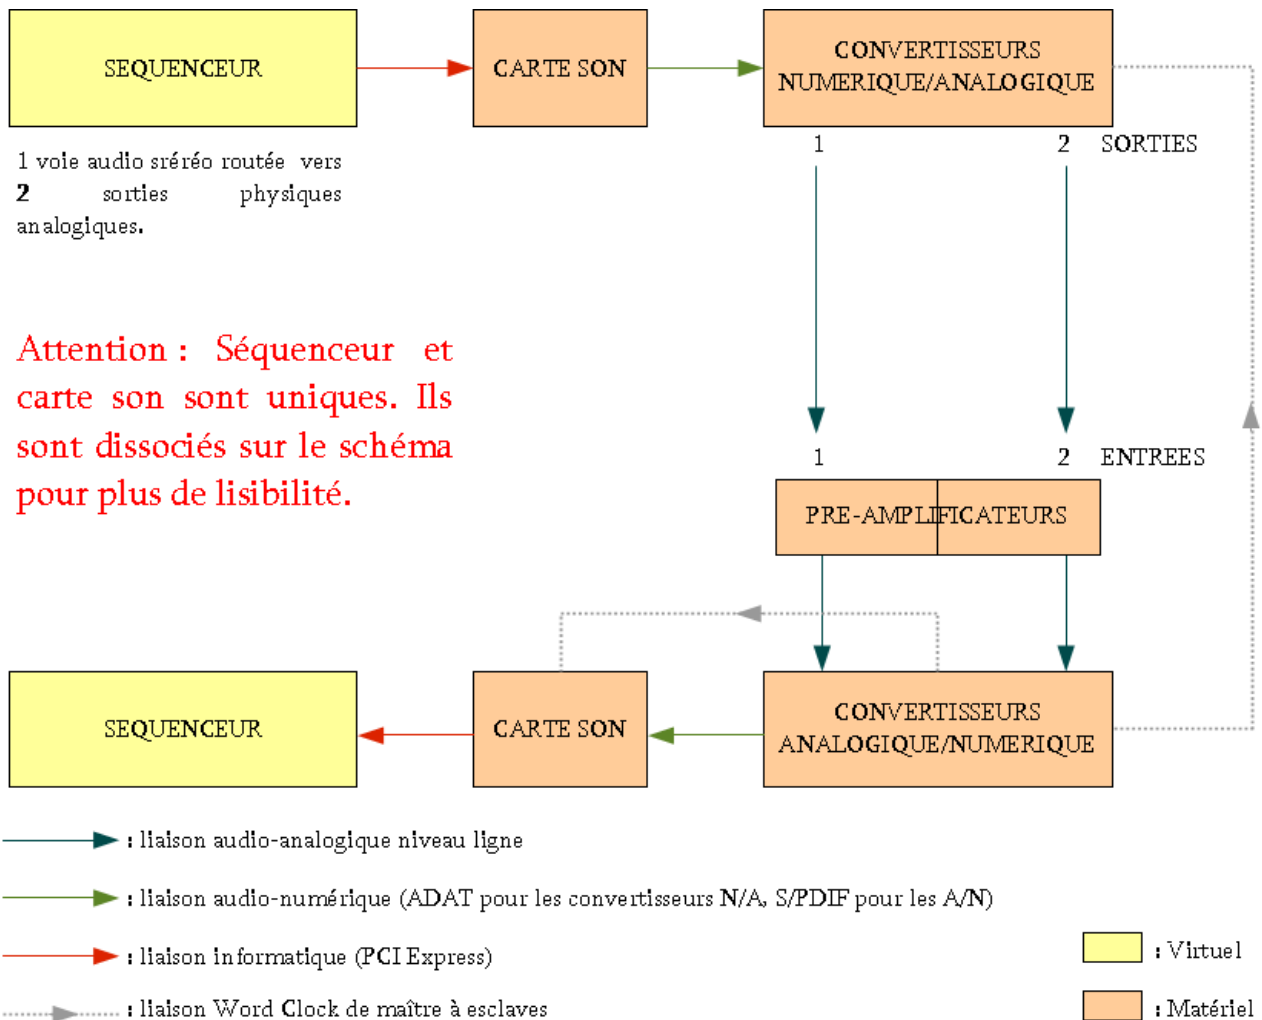 SEQUENCEUR
CARTE SON
CONVERTISSEURS
NUMERIQUE/ANALOGIQUE
1 2 SORTIES
1 voie audio sréréo routée vers
2 sorties physiques
analogiques.
Attention : Séquenceur et
carte son sont uniques. Ils
sont dissociés sur le schéma
pour plus de lisibilité.
1 2 ENTREES
PRE-AMPLIFICATEURS
SEQUENCEUR
CARTE SON
CONVERTISSEURS
ANALOGIQUE/NUMERIQUE
: liaison audio-analogique niveau ligne
: liaison audio-numérique (ADAT pour les convertisseurs N/A, S/PDIF pour les A/N)
: liaison informatique (PCI Express)
: Virtuel
: liaison Word Clock de maître à esclaves
: Matériel